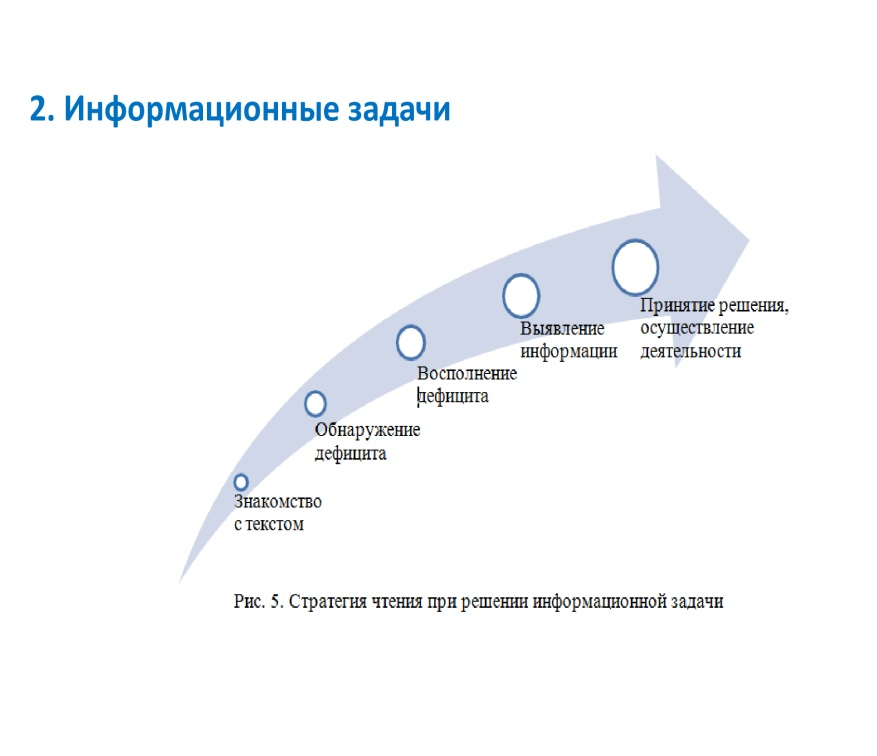 2. Информационные задачи
Принятие решения,
осуществление
деятельности
Выявление
информации
Восполнение
дефицита
Обнаружение
дефицита
Знакомство
с текстом
Рис. 5. Стратегия чтения при решении информационной задачи